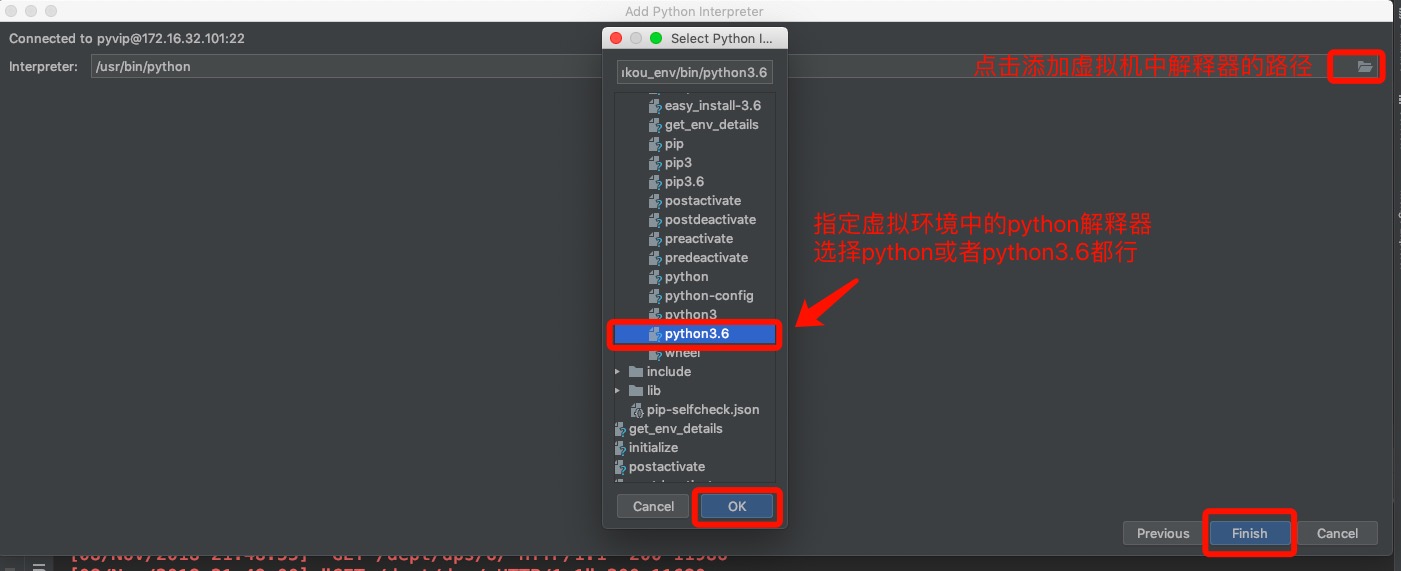 Add Python Interpreter
Connected to pyvip@172.16.32.101:22
Interpreter: /usr/bin/python
点击添加虚拟机中解释器的路径
Select Python I...
kou_env/bin/python3.6
easy_install-3.6
get_env_details
pip
pip3
pip3.6
postactivate
postdeactivate
preactivate
predeactivate
python
python-config
python3
python3.6
wheel
include
lib
pip-selfcheck.json
get_env_details
initialize
postactivate
指定虚拟环境中的python解释器
选择python或者python3.6都行
Cancel OK
Previous Finish Cancel